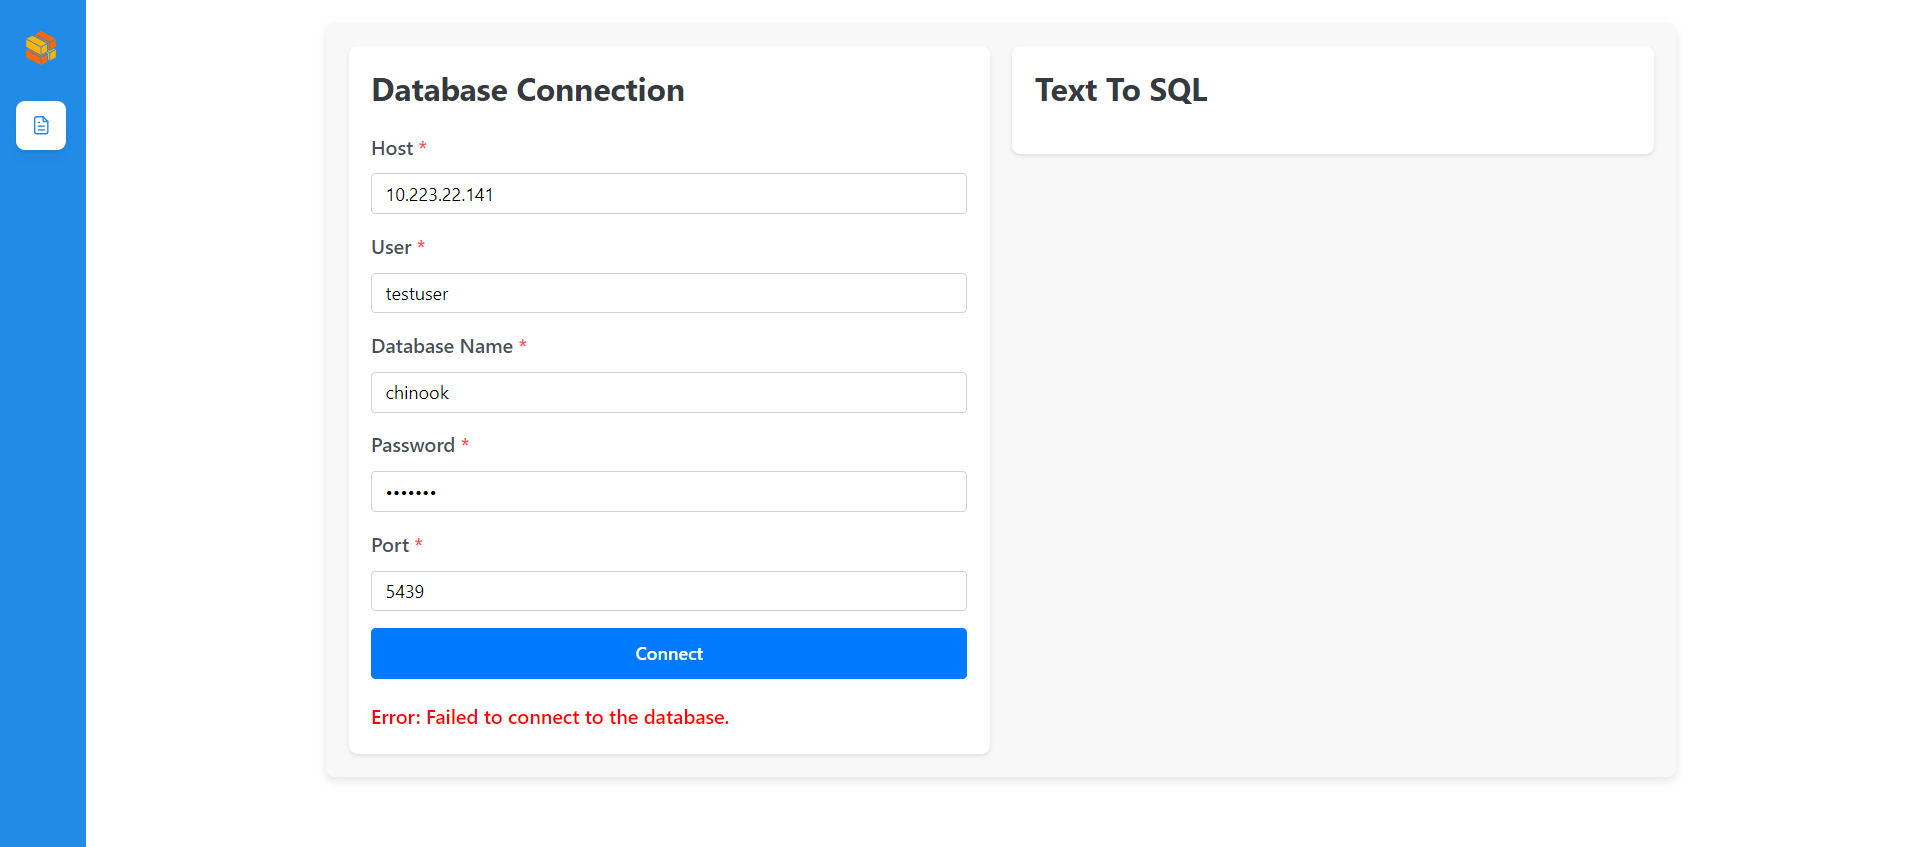 Database Connection
Host *
10.223.22.141
User *
testuser
Database Name *
chinook
Password *
•••••••
Port *
5439
Connect
Error: Failed to connect to the database.
Text To SQL